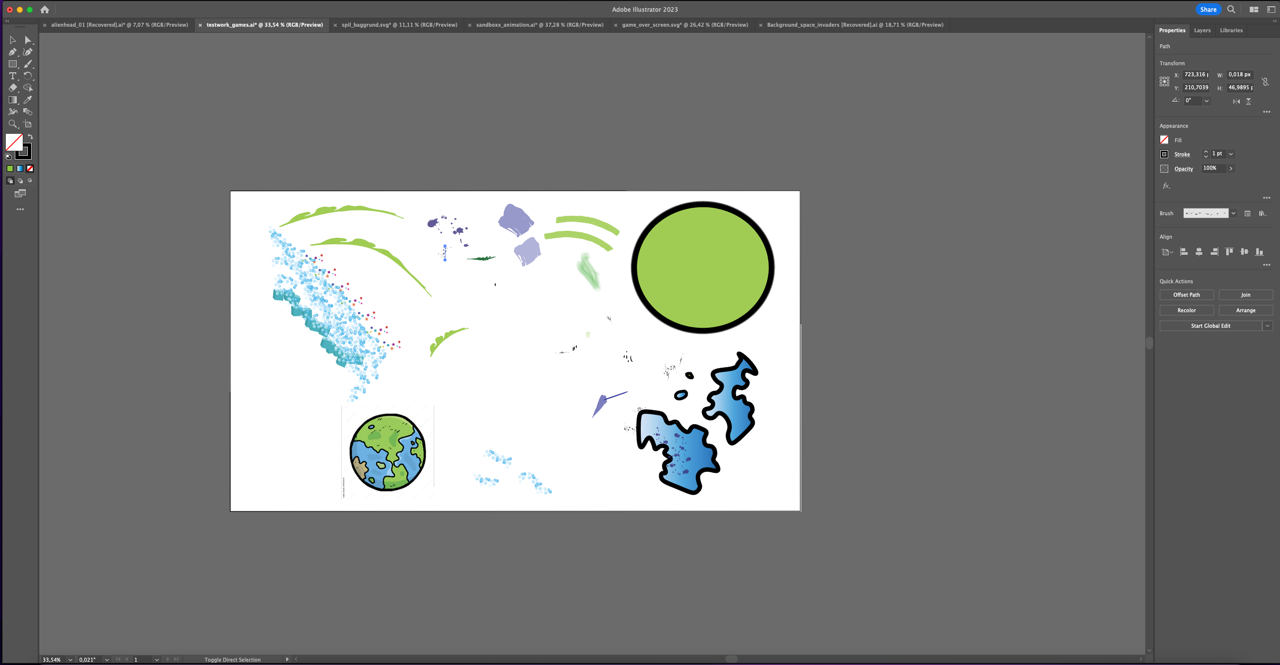 Adobe Illustrator 2023
Share
alienhead_01 [Recovered].ai* @ 7,07 % (RGB/Preview)
testwork_games.ai* @ 33,54 % (RGB/Preview)
spil_baggrund.svg* @ 11,11 % (RGB/Preview)
sandboxx_animation.ai* @ 37,28 % (RGB/Preview)
game_over_screen.svg* @ 26,42 % (RGB/Preview)
Background_space_invaders [Recovered].ai @ 18,71 % (RGB/Preview)
Properties Layers Libraries
Path
Transform
X: 723,316 W: 0,018 px
Y: 210,7039 H: 46,9895
0°
Appearance
Fill
Stroke 1 pt
Opacity 100%
fx.
Brush
Align
Quick Actions
Offset Path Join
Recolor Arrange
Start Global Edit
33,54% 0,021° 1 Toggle Direct Selection